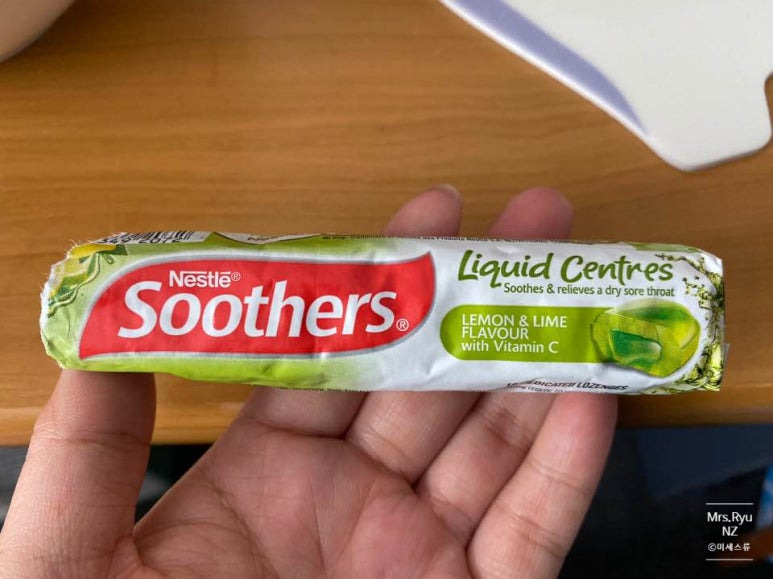 Nestlé®
Soothers®
Liquid Centres
Soothes & relieves a dry sore throat
LEMON & LIME
FLAVOUR
with Vitamin C
LOZENGES
Mrs.Ryu
NZ
©미세스류